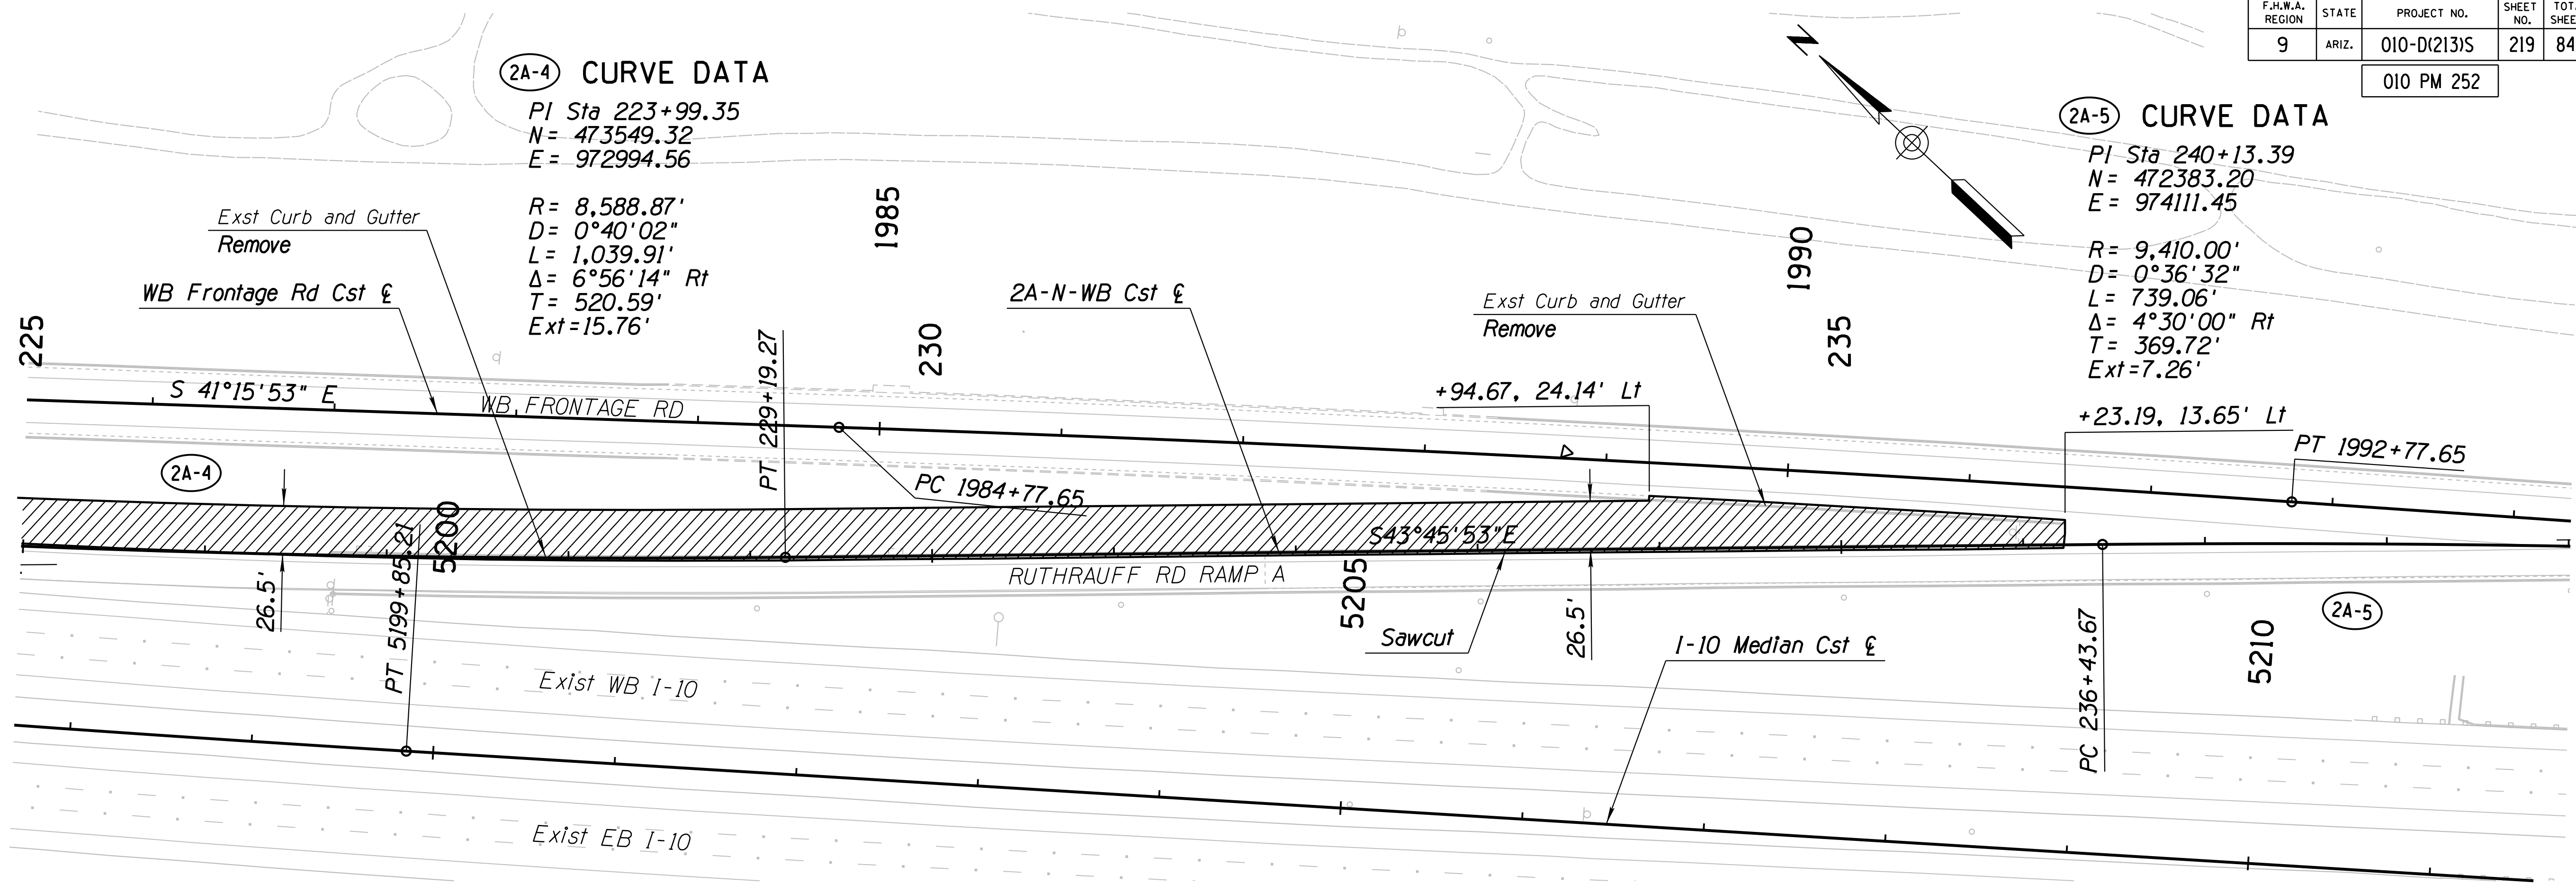 F.H.W.A. REGION
STATE
PROJECT NO.
SHEET NO.
9
ARIZ.
010-D(213)S
219
010 PM 252
2A-4 CURVE DATA
PI Sta 223+99.35
N= 473549.32
E= 972994.56
R= 8,588.87'
D= 0°40'02"
L= 1,039.91'
Δ= 6°56'14" Rt
T= 520.59'
Ext=15.76'
2A-5 CURVE DATA
PI Sta 240+13.39
N= 472383.20
E= 974111.45
R= 9,410.00'
D= 0°36'32"
L= 739.06'
Δ= 4°30'00" Rt
T= 369.72'
Ext=7.26'
N
Exst Curb and Gutter
Remove
WB Frontage Rd Cst ℄
1985
1990
2A-N-WB Cst ℄
Exst Curb and Gutter
Remove
225
230
235
S 41°15'53" E
WB FRONTAGE RD
PT 229+19.27
+94.67, 24.14' Lt
+23.19, 13.65' Lt
PT 1992+77.65
2A-4
PC 1984+77.65
5200
S43°45'53"E
RUTHRAUFF RD RAMP A
26.5'
PT 5199+85.21
5205
Sawcut
26.5'
I-10 Median Cst ℄
PC 236+43.67
5210
2A-5
Exist WB I-10
Exist EB I-10